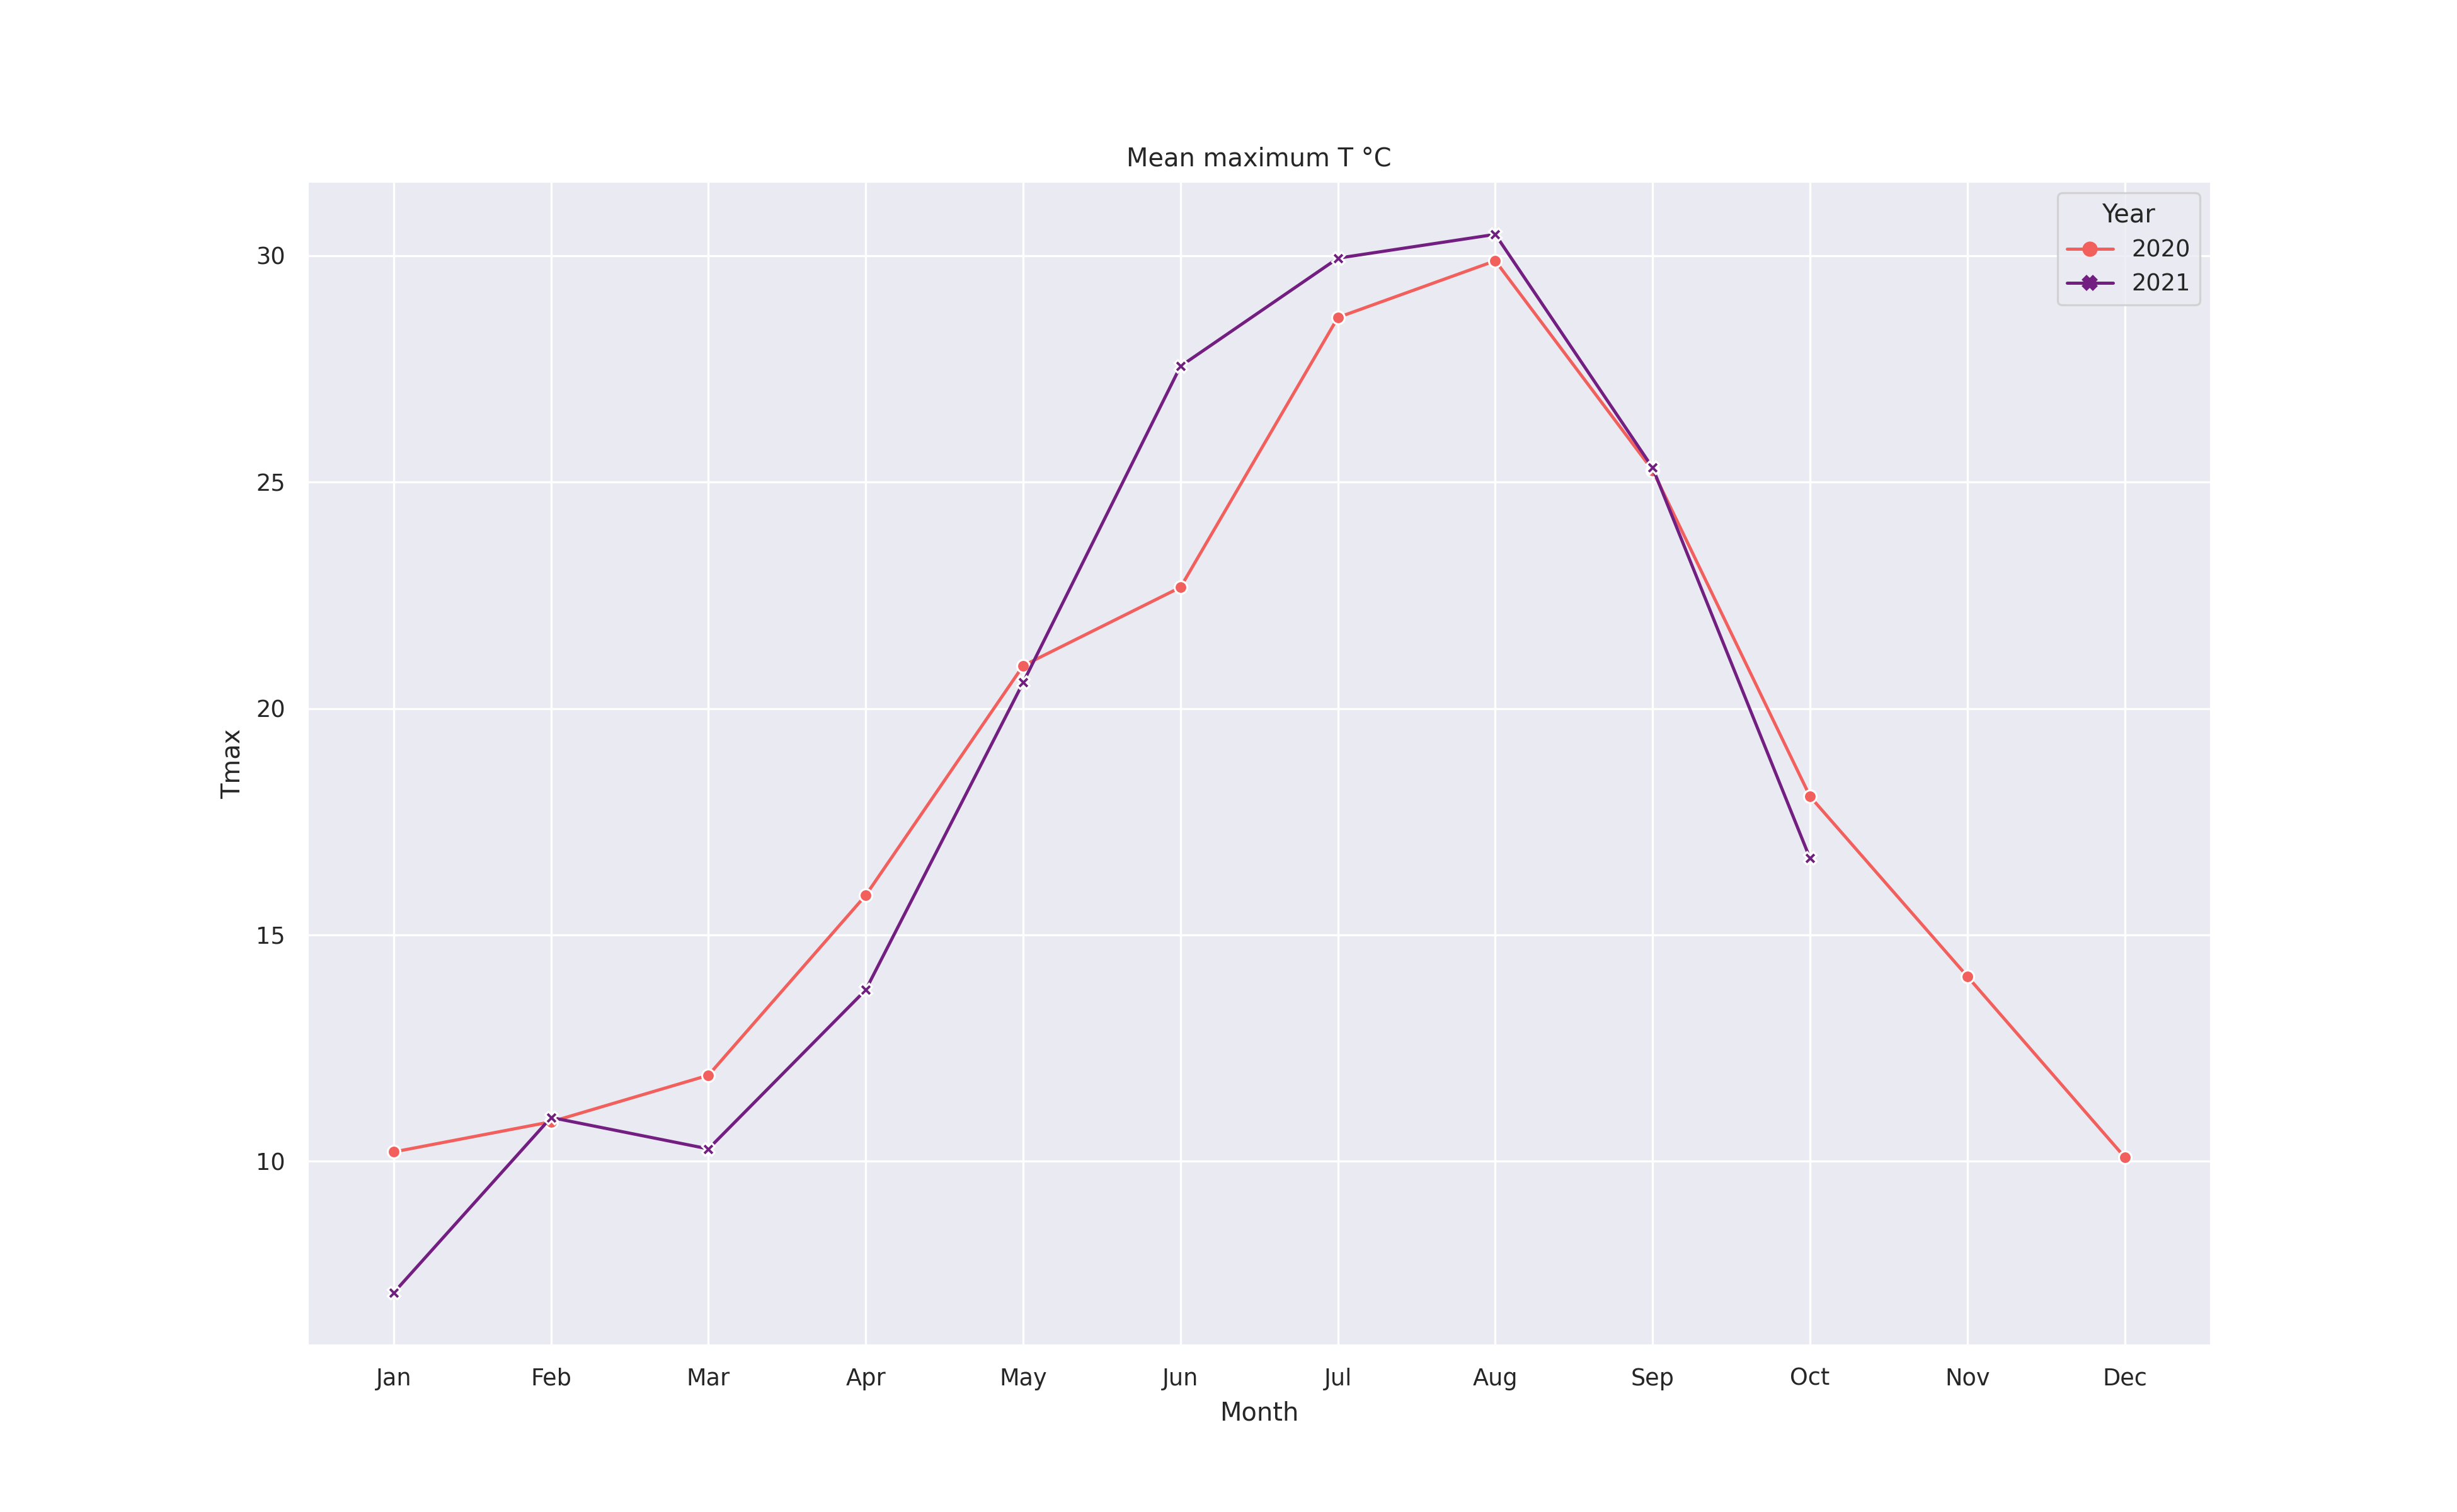 Mean maximum T °C
Year
2020
2021
30
25
20
15
10
Tmax
Jan Feb Mar Apr May Jun Jul Aug Sep Oct Nov Dec
Month